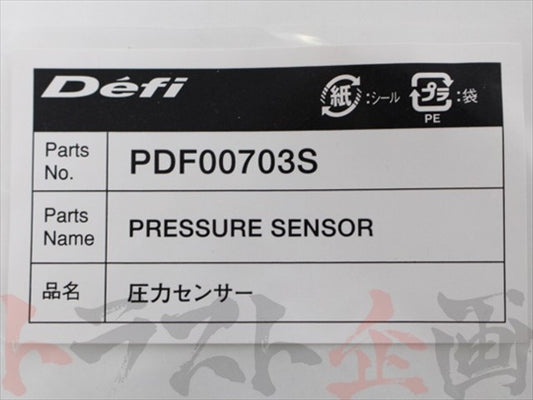 Défi
紙 :シール
プラ :袋
PE
Parts No. PDF00703S
Parts Name PRESSURE SENSOR
品名 圧力センサー
トラスト企画